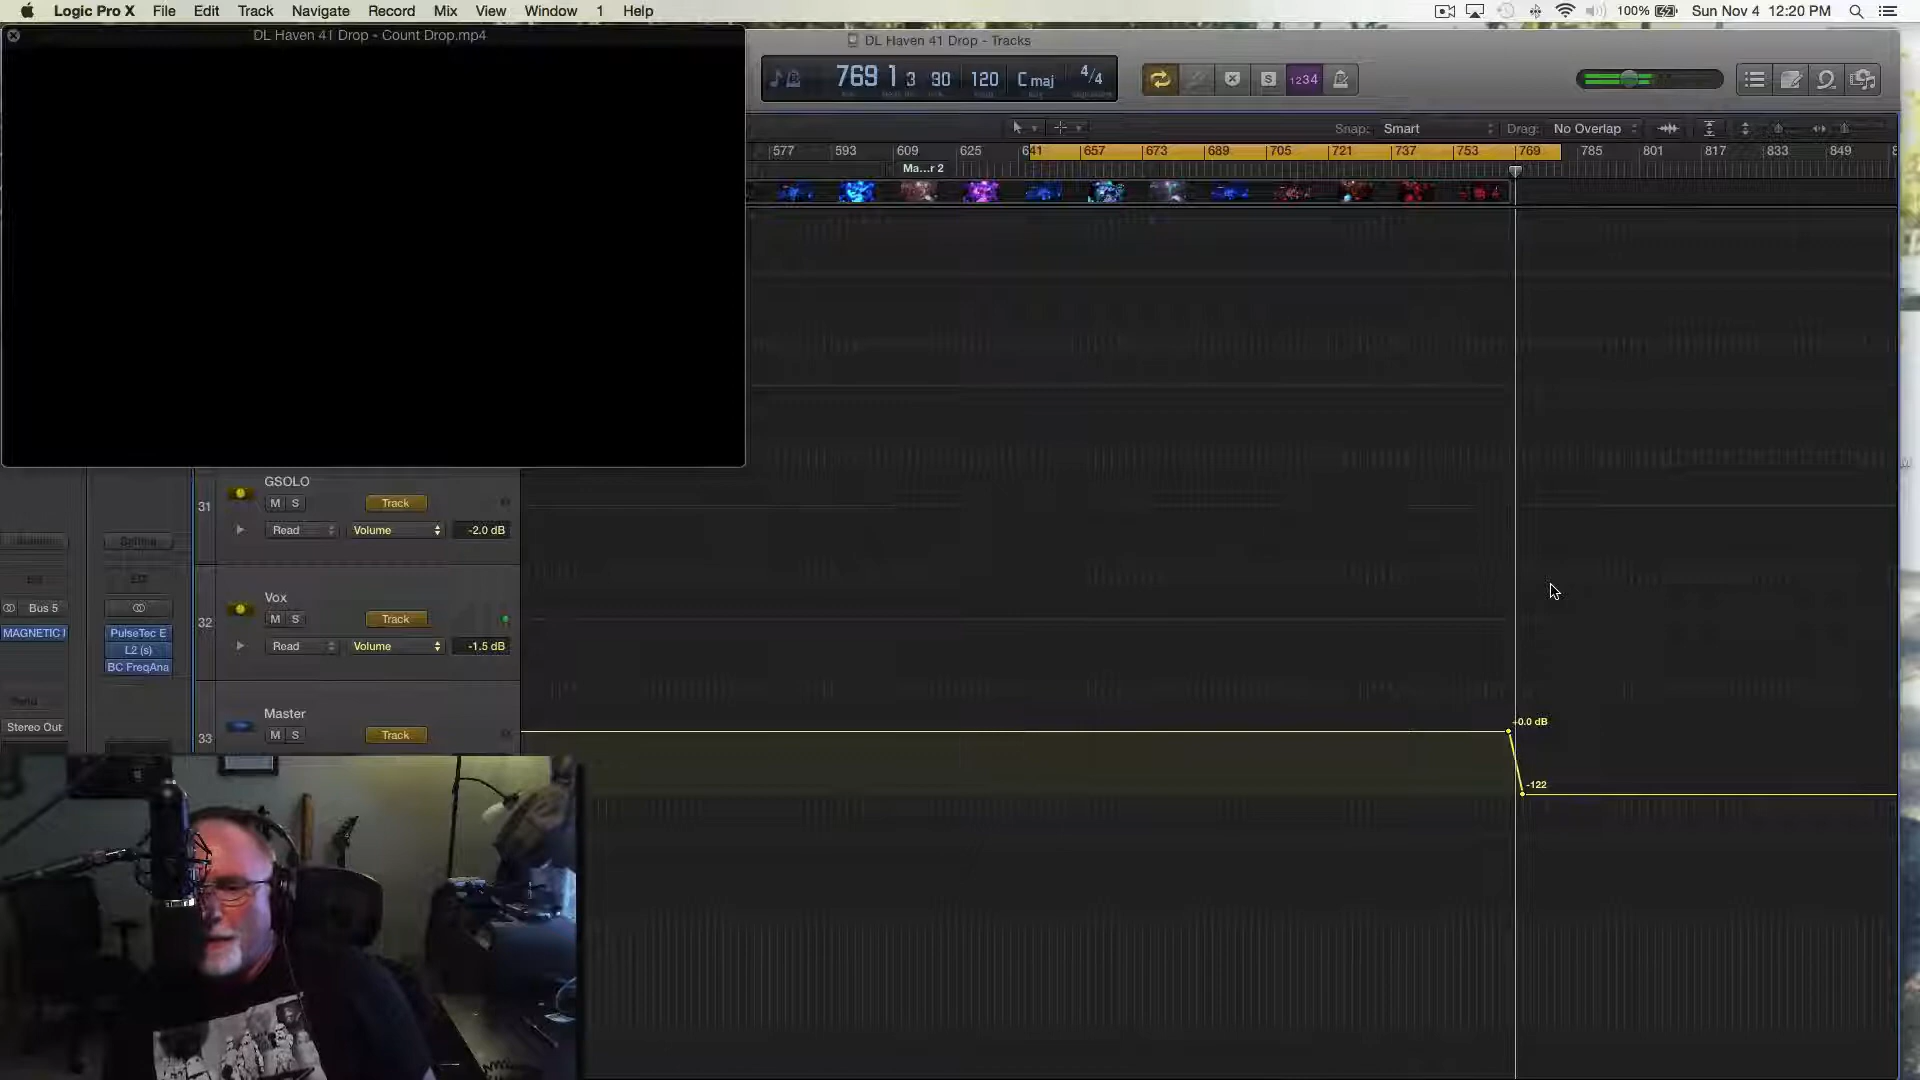 Logic Pro X File Edit Track Navigate Record Mix View Window 1 Help 100% Sun Nov 4 12:20 PM
DL Haven 41 Drop - Count Drop.mp4
DL Haven 41 Drop - Tracks
769 1 3 30 120 C maj 4/4
S 1234
Snap: Smart Drag: No Overlap
577 593 609 625 641 657 673 689 705 721 737 753 769 785 801 817 833 849
Ma...r 2
GSOLO
31 M S Track
Read Volume -2.0 dB
Vox
32 M S Track
Read Volume -1.5 dB
Master
33 M S Track
Bus 5
MAGNETIC PulseTec E
L2 (s)
BC FreqAna
Stereo Out
+0.0 dB
-122